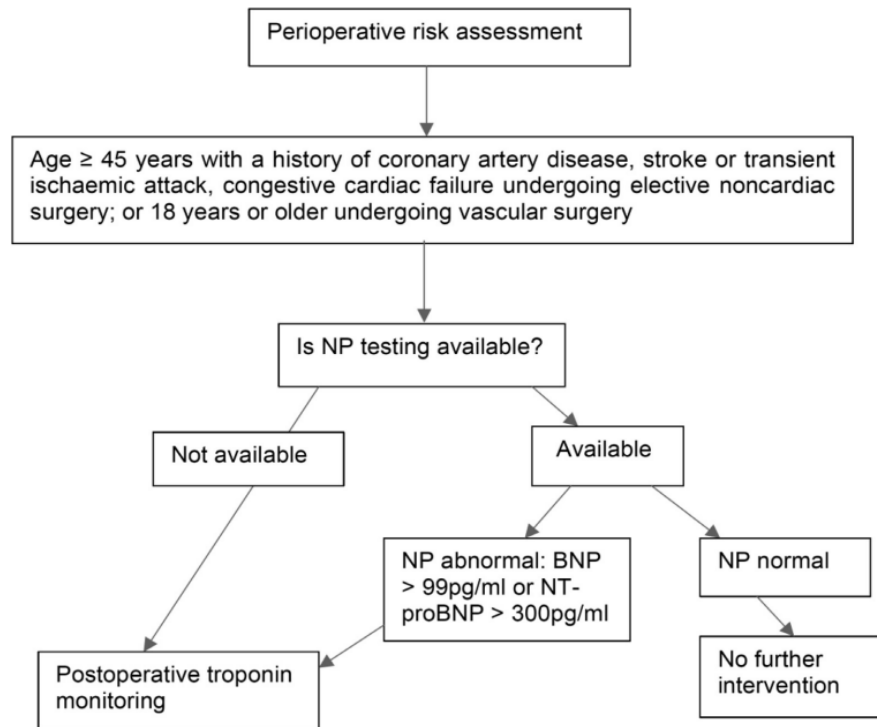 Perioperative risk assessment
Age ≥ 45 years with a history of coronary artery disease, stroke or transient
ischaemic attack, congestive cardiac failure undergoing elective noncardiac
surgery; or 18 years or older undergoing vascular surgery
Is NP testing available?
Not available
Available
NP abnormal: BNP
> 99pg/ml or NT-
proBNP > 300pg/ml
NP normal
Postoperative troponin
monitoring
No further
intervention